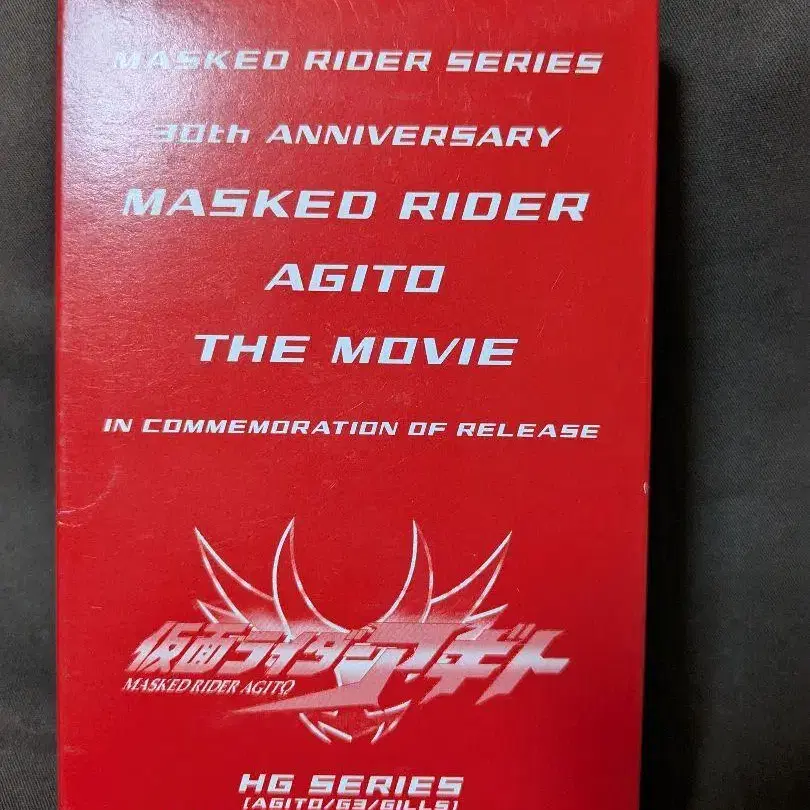 MASKED RIDER SERIES
30th ANNIVERSARY
MASKED RIDER
AGITO
THE MOVIE
IN COMMEMORATION OF RELEASE
仮面ライダーアギト
MASKED RIDER AGITO
HG SERIES
[AGITO/G3/GILLS]